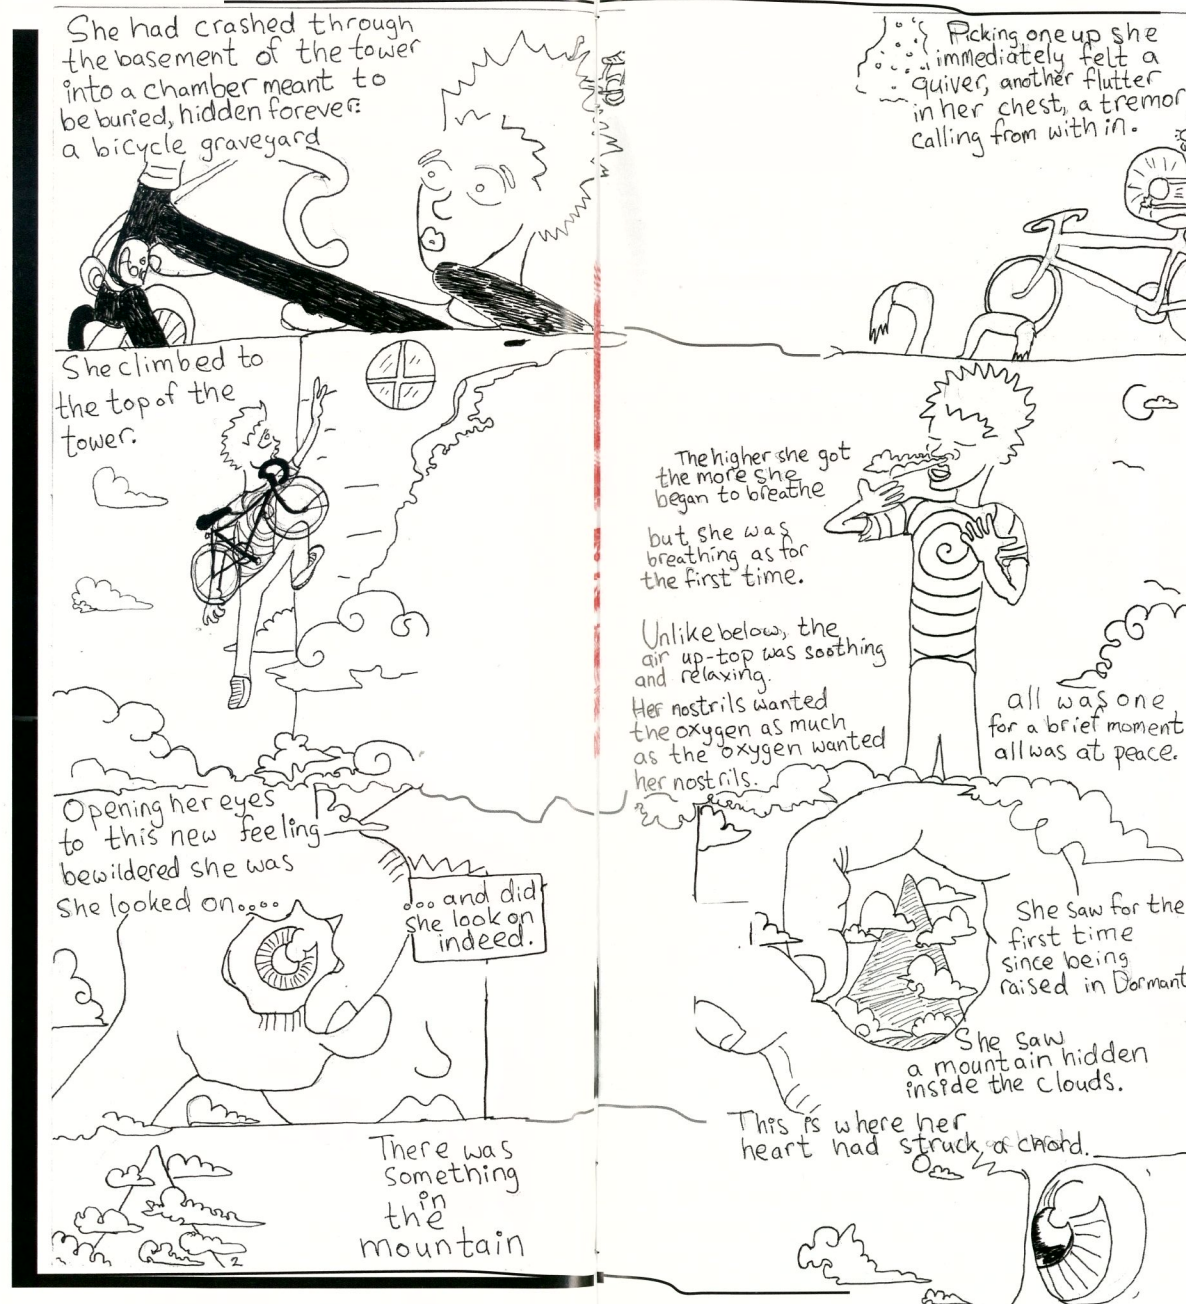 She had crashed through
the basement of the tower
into a chamber meant to
be buried, hidden forever:
a bicycle graveyard
Picking one up she
immediately felt a
quiver, another flutter
in her chest, a tremor
calling from within.
She climbed to
the top of the
tower.
The higher she got
the more she
began to breathe
but she was
breathing as for
the first time.
Unlike below, the
air up-top was soothing
and relaxing.
Her nostrils wanted
the oxygen as much
as the oxygen wanted
her nostrils.
all was one
for a brief moment
all was at peace.
Opening her eyes
to this new feeling
bewildered she was
She looked on.....
... and did
she look on
indeed.
She saw for the
first time
since being
raised in Dormant
She saw
a mountain hidden
inside the clouds.
This is where her
heart had struck a chord.
There was
something
in
the
mountain
2